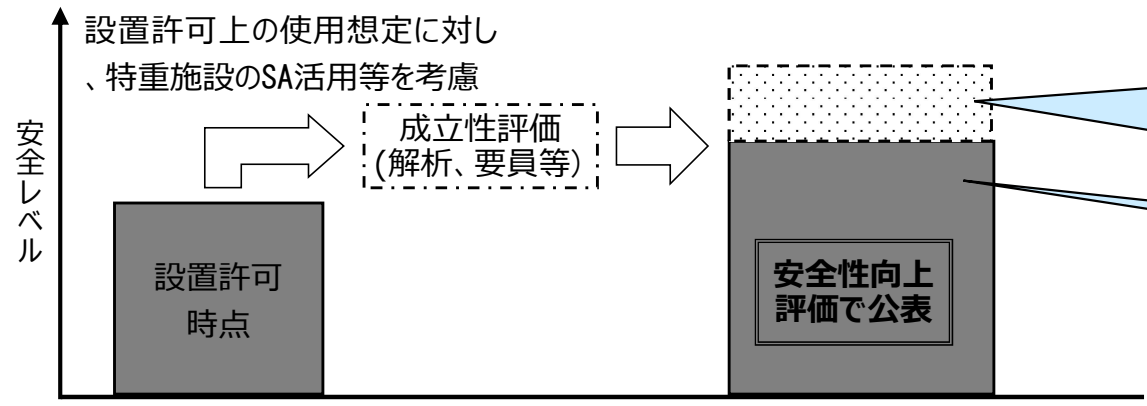 設置許可上の使用想定に対し
、特重施設のSA活用等を考慮
安全レベル
成立性評価
(解析、要員等)
設置許可
時点
安全性向上
評価で公表